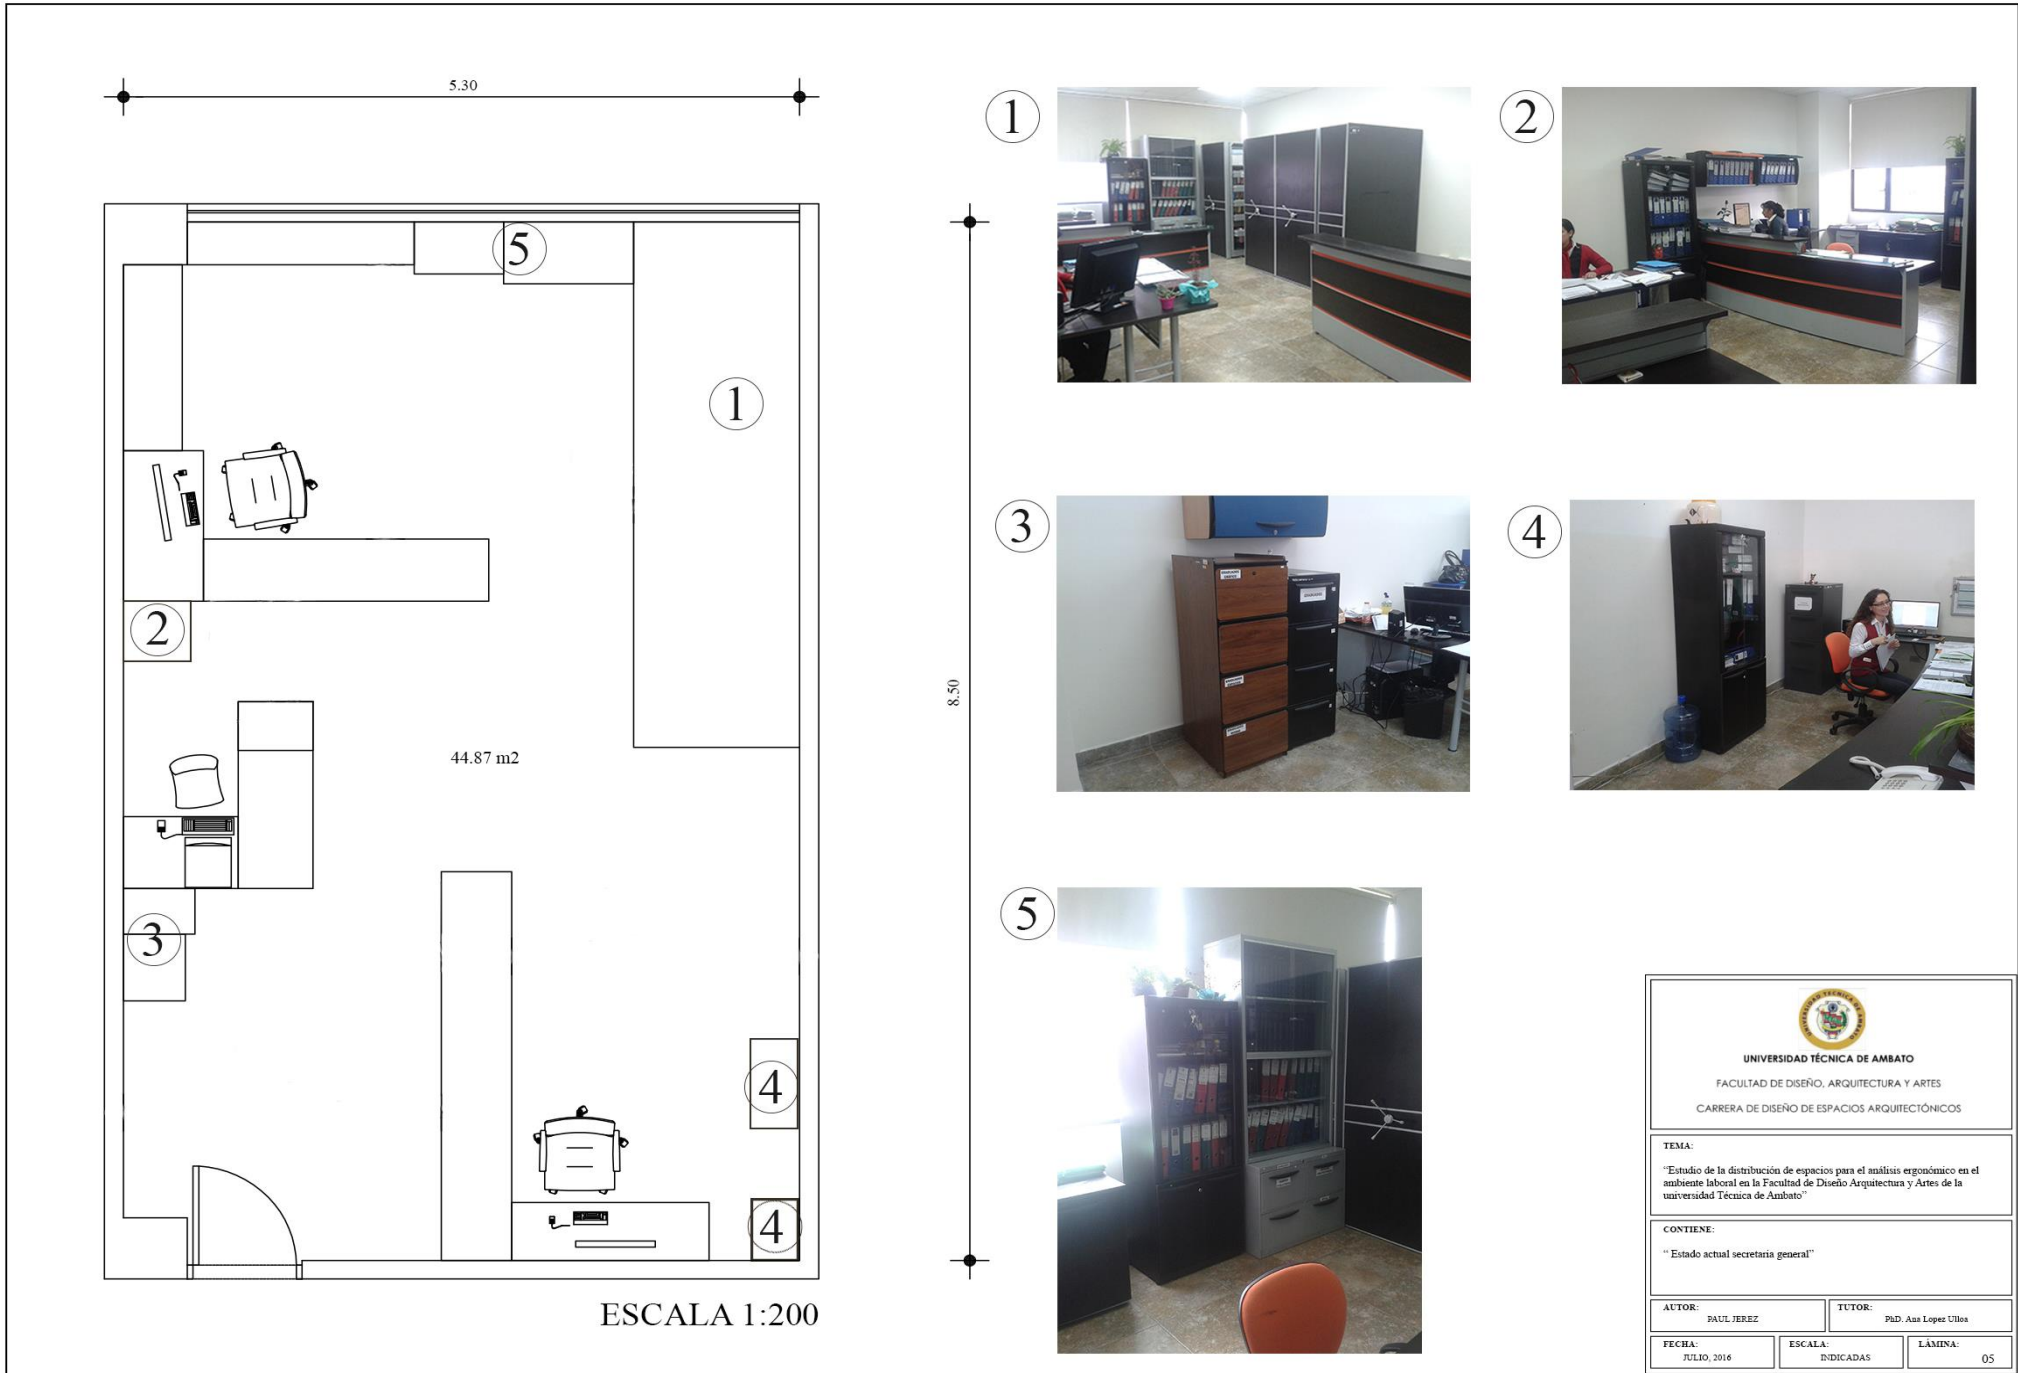 5.30
5
1
2
44.87 m2
8.50
3
4
4
ESCALA 1:200
1
2
3
4
5
UNIVERSIDAD TECNICA DE AMBATO
UNIVERSIDAD TÉCNICA DE AMBATO
FACULTAD DE DISEÑO, ARQUITECTURA Y ARTES
CARRERA DE DISEÑO DE ESPACIOS ARQUITECTÓNICOS
TEMA:
“Estudio de la distribución de espacios para el análisis ergonómico en el
ambiente laboral en la Facultad de Diseño Arquitectura y Artes de la
universidad Técnica de Ambato”
CONTIENE:
“ Estado actual secretaria general”
AUTOR:
PAUL JEREZ
TUTOR:
PhD. Ana Lopez Ulloa
FECHA:
JULIO, 2016
ESCALA:
INDICADAS
LÁMINA:
05